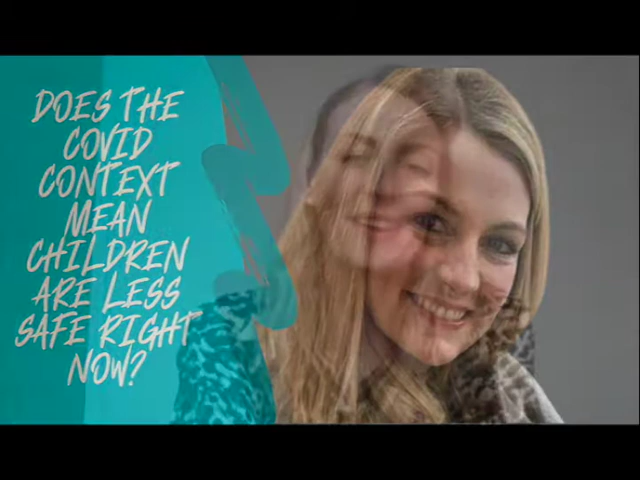 DOES THE
COVID
CONTEXT
MEAN
CHILDREN
ARE LESS
SAFE RIGHT
NOW?